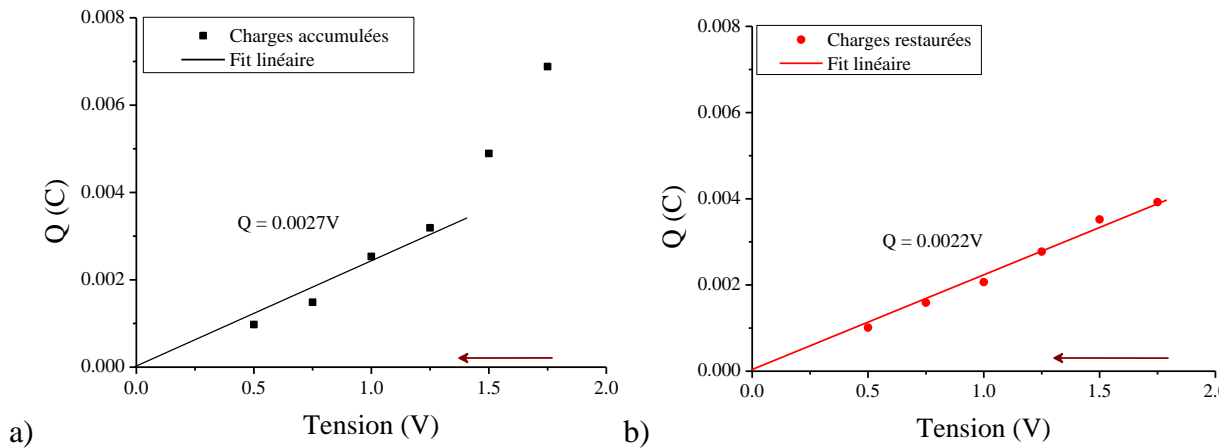 0.008
0.006
0.004
0.002
0.000
Q (C)
Charges accumulées
Fit linéaire
Q = 0.0027V
0.0 0.5 1.0 1.5 2.0
Tension (V)
a)
0.008
0.006
0.004
0.002
0.000
Q (C)
Charges restaurées
Fit linéaire
Q = 0.0022V
0.0 0.5 1.0 1.5 2.0
Tension (V)
b)